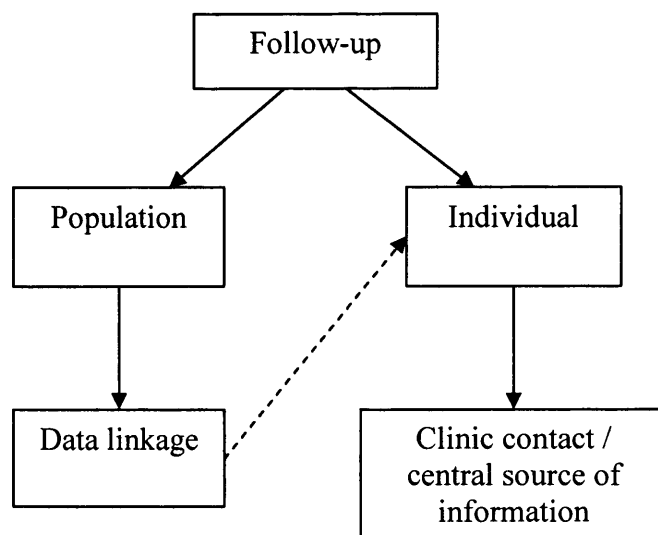 Follow-up
Population
Individual
Data linkage
Clinic contact /
central source of
information